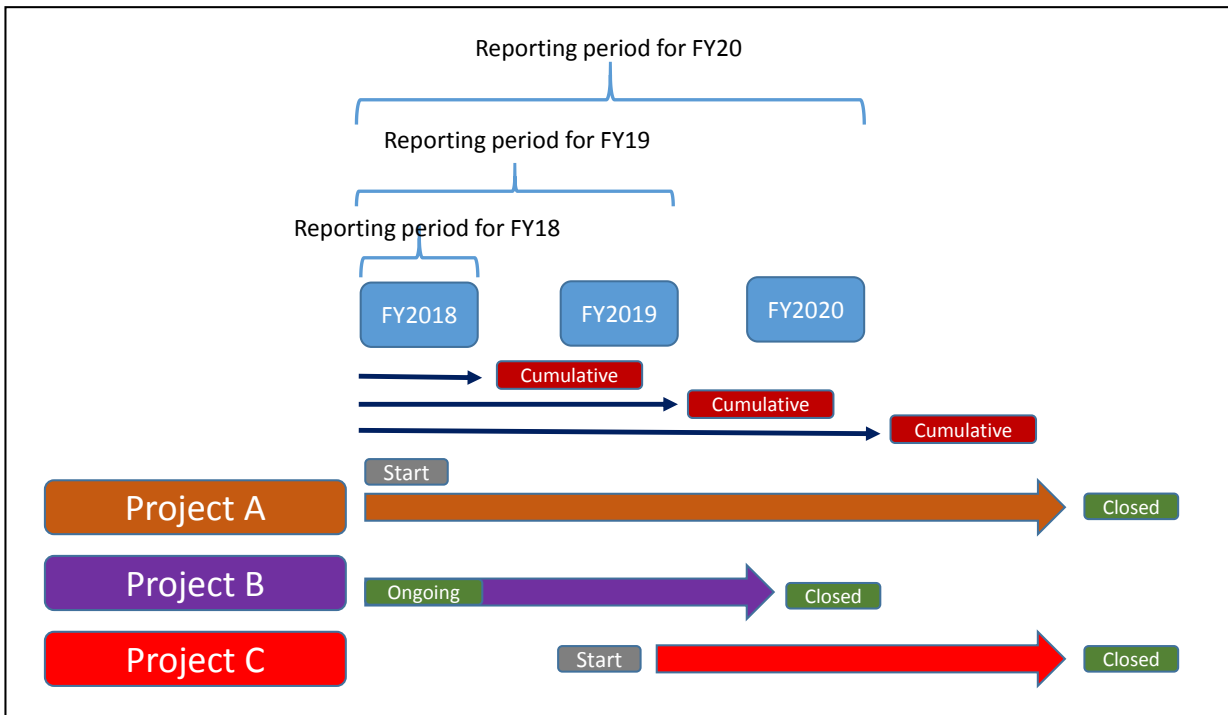 Reporting period for FY20
Reporting period for FY19
Reporting period for FY18
FY2018
FY2019
FY2020
Cumulative
Cumulative
Cumulative
Start
Project A
Closed
Project B
Ongoing
Closed
Project C
Start
Closed